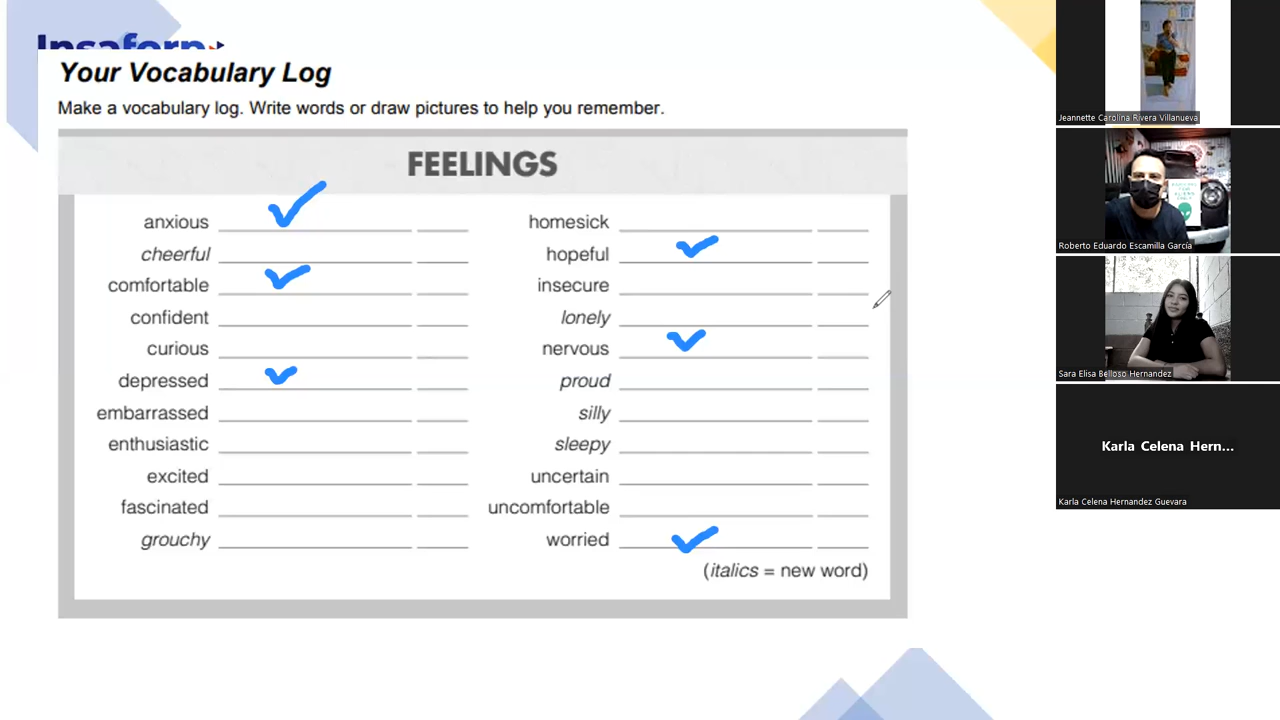 Insaforp
Your Vocabulary Log
Make a vocabulary log. Write words or draw pictures to help you remember.
FEELINGS
anxious
cheerful
comfortable
confident
curious
depressed
embarrassed
enthusiastic
excited
fascinated
grouchy
homesick
hopeful
insecure
lonely
nervous
proud
silly
sleepy
uncertain
uncomfortable
worried
(italics = new word)
Jeannette Carolina Rivera Villanueva
Roberto Eduardo Escamilla García
Sara Elisa Belloso Hernandez
Karla Celena Hern...
Karla Celena Hernandez Guevara